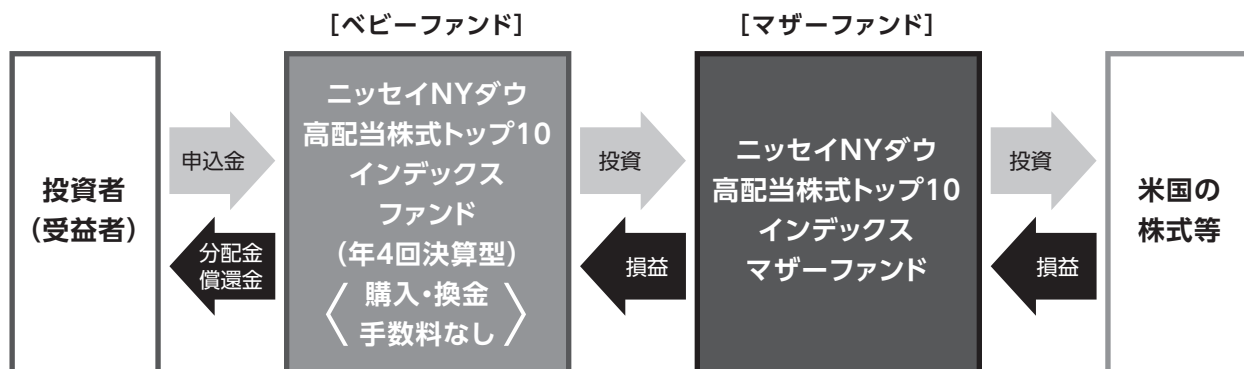 [ベビーファンド]
[マザーファンド]
投資者
(受益者)
申込金
分配金
償還金
ニッセイNYダウ
高配当株式トップ10
インデックス
ファンド
(年4回決算型)
〈購入・換金
手数料なし〉
投資
損益
ニッセイNYダウ
高配当株式トップ10
インデックス
マザーファンド
投資
損益
米国の
株式等